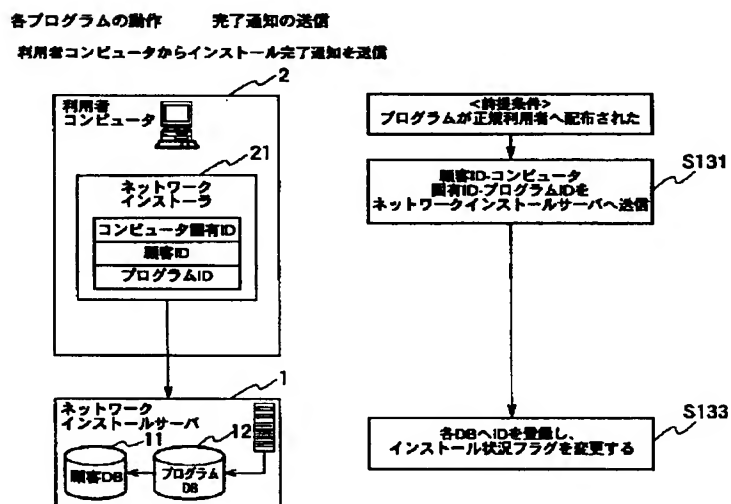 各プログラムの動作　　完了通知の送信
利用者コンピュータからインストール完了通知を送信
2
利用者
コンピュータ
21
ネットワーク
インストーラ
コンピュータ固有ID
顧客ID
プログラムID
1
ネットワーク
インストールサーバ
11
12
顧客DB
プログラム
DB
<前提条件>
プログラムが正規利用者へ配布された
S131
顧客ID-コンピュータ
固有ID-プログラムIDを
ネットワークインストールサーバへ送信
S133
各DBへIDを登録し、
インストール状況フラグを変更する